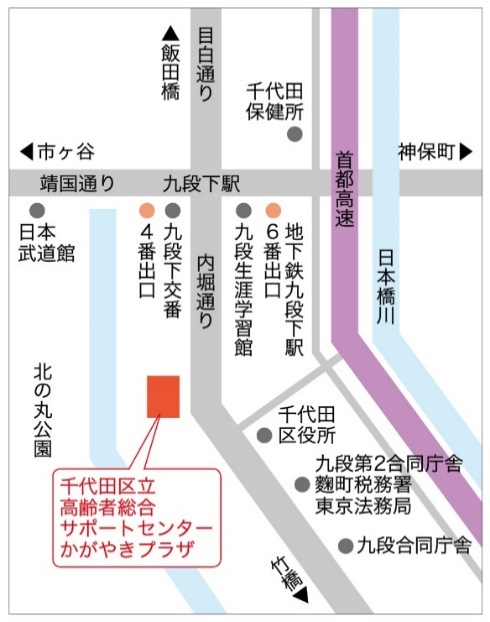 ▲飯田橋
目白通り
千代田
保健所
◀市ヶ谷
神保町▶
靖国通り
九段下駅
首都高速
日本
武道館
4番出口
九段下交番
内堀通り
九段生涯学習館
6番出口
地下鉄九段下駅
日本橋川
北の丸公園
千代田
区役所
九段第2合同庁舎
麴町税務署
東京法務局
九段合同庁舎
千代田区立
高齢者総合
サポートセンター
かがやきプラザ
竹橋▼